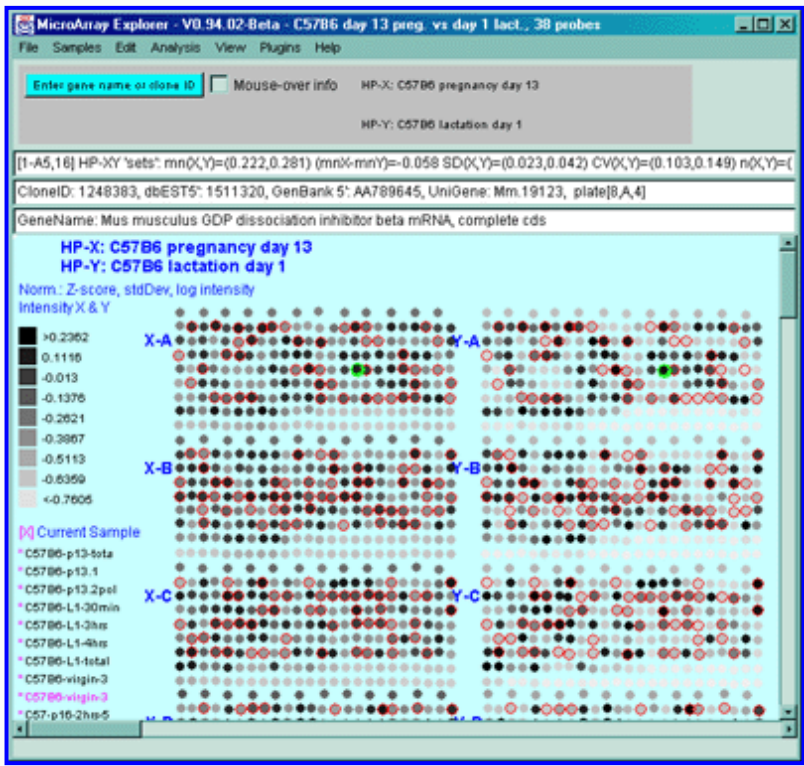 MicroArray Explorer - V0.94.02-Beta - C57B6 day 13 preg. vs day 1 lact., 38 probes
File Samples Edit Analysis View Plugins Help
Enter gene name or clone ID Mouse-over info HP-X: C57B6 pregnancy day 13
HP-Y: C57B6 lactation day 1
[1-A5,16] HP-XY 'sets': mn(X,Y)=(0.222,0.281) (mnX-mnY)=-0.058 SD(X,Y)=(0.023,0.042) CV(X,Y)=(0.103,0.149) n(X,Y)=(
CloneID: 1248383, dbEST5': 1511320, GenBank 5': AA789645, UniGene: Mm.19123, plate[8,A,4]
GeneName: Mus musculus GDP dissociation inhibitor beta mRNA, complete cds
HP-X: C57B6 pregnancy day 13
HP-Y: C57B6 lactation day 1
Norm.: Z-score, stdDev, log intensity
Intensity X & Y
>0.2362
0.1116
-0.013
-0.1376
-0.2621
-0.3867
-0.5113
-0.6359
<-0.7605
X-A Y-A
X-B Y-B
X-C Y-C
X-D Y-D
[X] Current Sample
*C57B6-p13-tota
*C57B6-p13.1
*C57B6-p13.2pol
*C57B6-L1-30min
*C57B6-L1-3hrs
*C57B6-L1-4hrs
*C57B6-L1-total
*C57B6-virgin-3
*C57B6-virgin-3
*C57-p16-2hrs-5